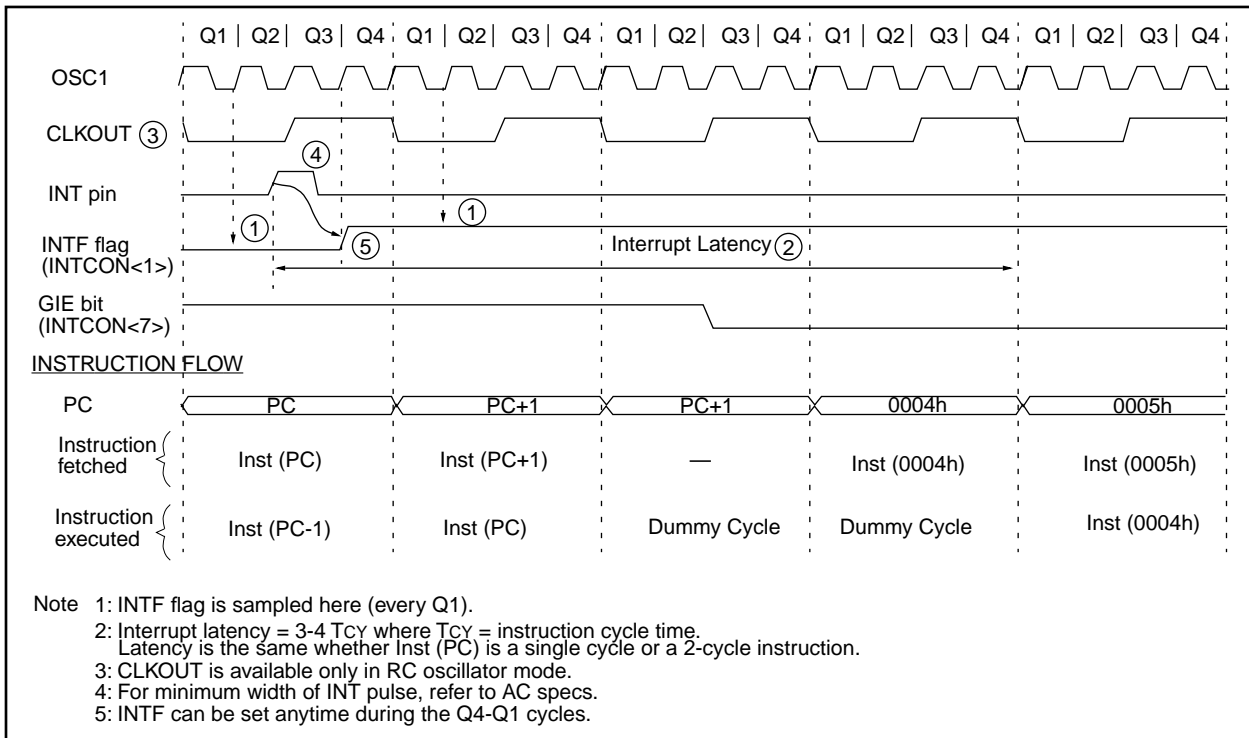 Q1 | Q2 | Q3 | Q4 Q1 | Q2 | Q3 | Q4 Q1 | Q2 | Q3 | Q4 Q1 | Q2 | Q3 | Q4 Q1 | Q2 | Q3 | Q4
OSC1
CLKOUT 3
4
INT pin
1 1
INTF flag
(INTCON<1>)
5
Interrupt Latency 2
GIE bit
(INTCON<7>)
INSTRUCTION FLOW
PC PC PC+1 PC+1 0004h 0005h
Instruction
fetched
Inst (PC) Inst (PC+1) — Inst (0004h) Inst (0005h)
Instruction
executed
Inst (PC-1) Inst (PC) Dummy Cycle Dummy Cycle Inst (0004h)
Note 1: INTF flag is sampled here (every Q1).
2: Interrupt latency = 3-4 TCY where TCY = instruction cycle time.
Latency is the same whether Inst (PC) is a single cycle or a 2-cycle instruction.
3: CLKOUT is available only in RC oscillator mode.
4: For minimum width of INT pulse, refer to AC specs.
5: INTF can be set anytime during the Q4-Q1 cycles.